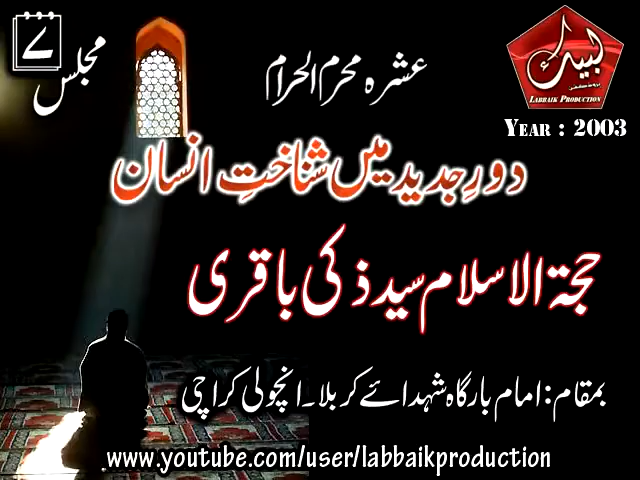 مجلس
7
عشرہ محرم الحرام
لبیک
LABBAIK PRODUCTION
YEAR : 2003
دورِ جدید میں شناختِ انسان
حجۃ الاسلام سید ذکی باقری
بمقام: امام بارگاہ شہدائے کربلا۔ انچولی کراچی
www.youtube.com/user/labbaikproduction